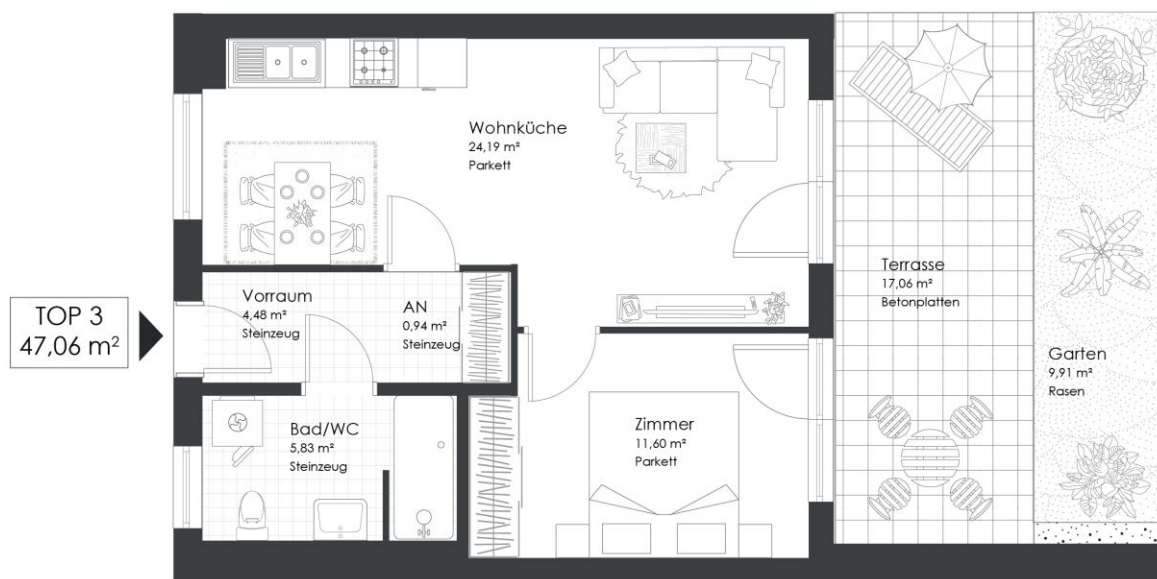 Wohnküche
24,19 m²
Parkett
TOP 3
47,06 m²
Vorraum
4,48 m²
Steinzeug
AN
0,94 m²
Steinzeug
Terrasse
17,06 m²
Betonplatten
Garten
9,91 m²
Rasen
Bad/WC
5,83 m²
Steinzeug
Zimmer
11,60 m²
Parkett